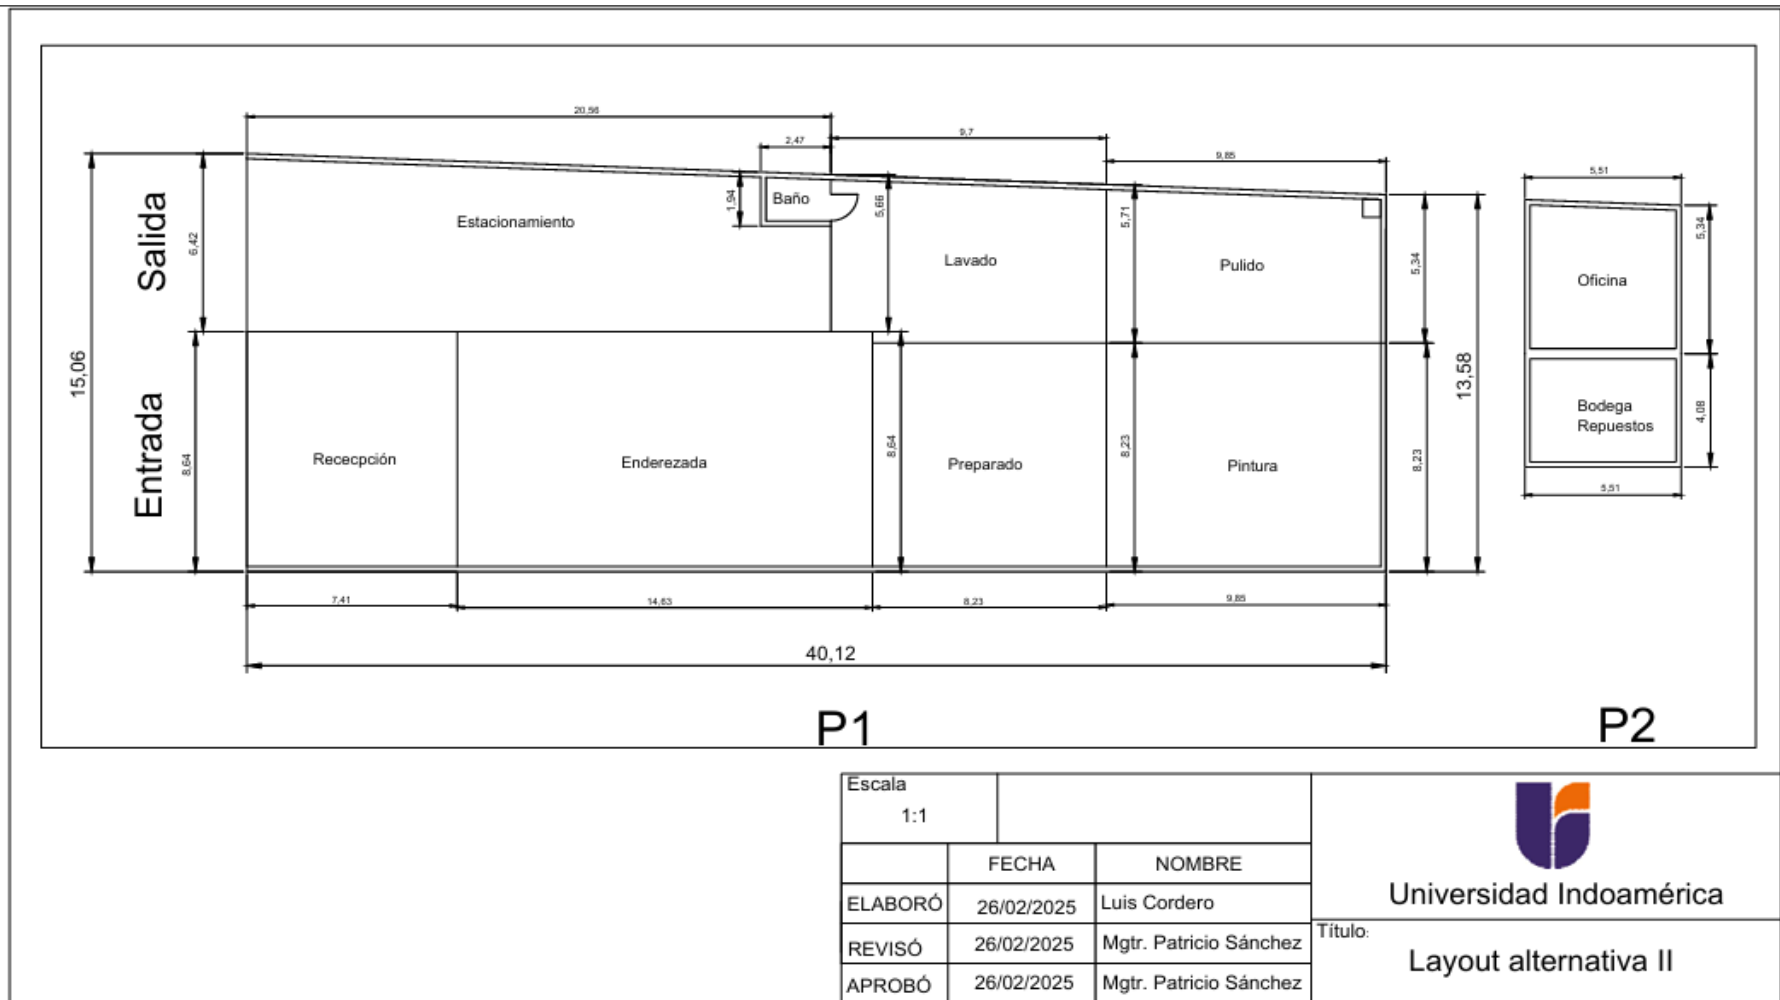 20,56
9,7
2,47
9,85
5,51
Salida
6,42
Estacionamiento
1,94
Baño
5,66
Lavado
5,71
Pulido
5,34
Oficina
5,34
15,06
13,58
Entrada
8,64
Rececpción
Enderezada
8,64
Preparado
8,23
Pintura
8,23
Bodega
Repuestos
4,08
5,51
7,41
14,63
8,23
9,85
40,12
P1
P2
Escala
1:1
FECHA
NOMBRE
ELABORÓ
26/02/2025
Luis Cordero
REVISÓ
26/02/2025
Mgtr. Patricio Sánchez
APROBÓ
26/02/2025
Mgtr. Patricio Sánchez
Universidad Indoamérica
Título:
Layout alternativa II